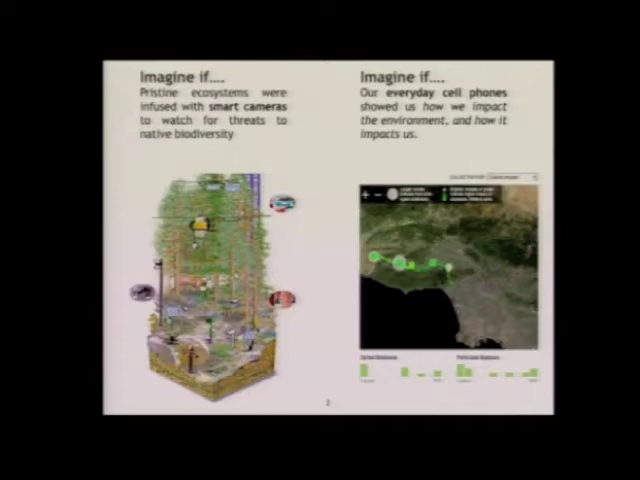 Imagine if....
Pristine ecosystems were
infused with smart cameras
to watch for threats to
native biodiversity
Imagine if....
Our everyday cell phones
showed us how we impact
the environment, and how it
impacts us.
2